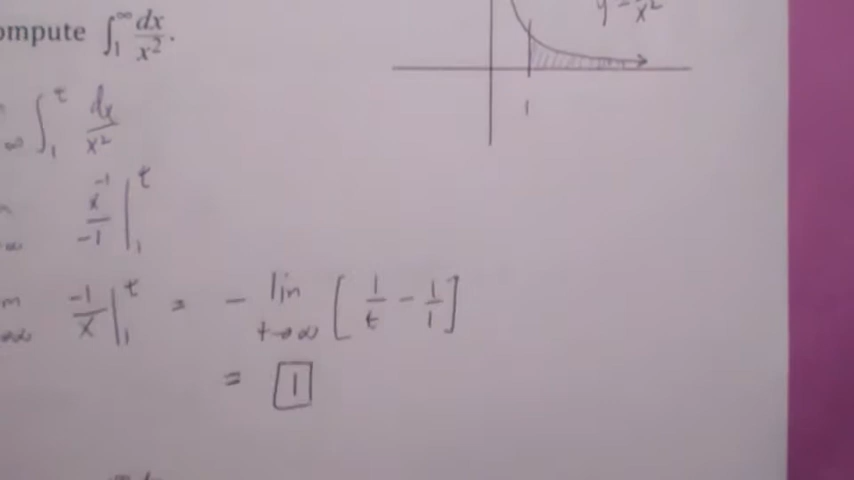 ompute ∫₁^∞ dx/x².
y = 1/x²
1
∞ ∫₁^t dx/x²
x⁻¹/-1 |₁^t
m -1/x |₁^t = - lim t→∞ [ 1/t - 1/1 ]
= 1